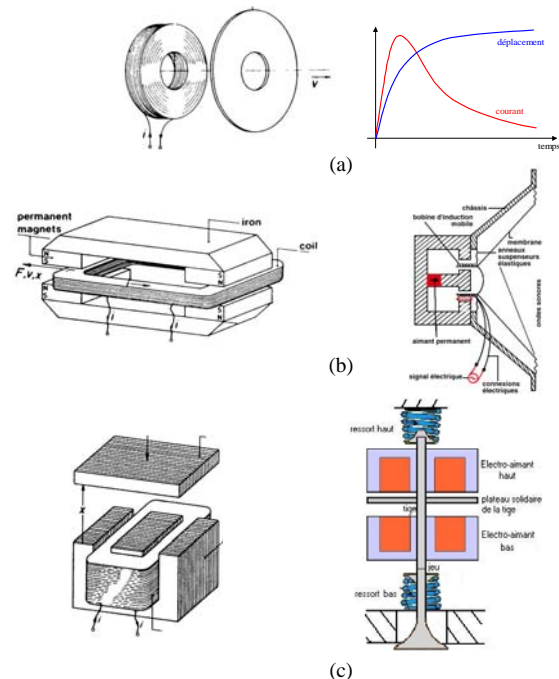 déplacement
i
v
courant
temps
(a)
permanent
magnets
iron
coil
F,v,x
S
N
S
N
S
N
S
N
i
i
châssis
bobine d'induction
mobile
membrane
anneaux
suspenseurs
élastiques
ondes sonores
aimant permanent
signal électrique
connexions
électriques
(b)
x
i
i
ressort haut
Electro-aimant
haut
tige
plateau solidaire
de la tige
Electro-aimant
bas
jeu
ressort bas
(c)